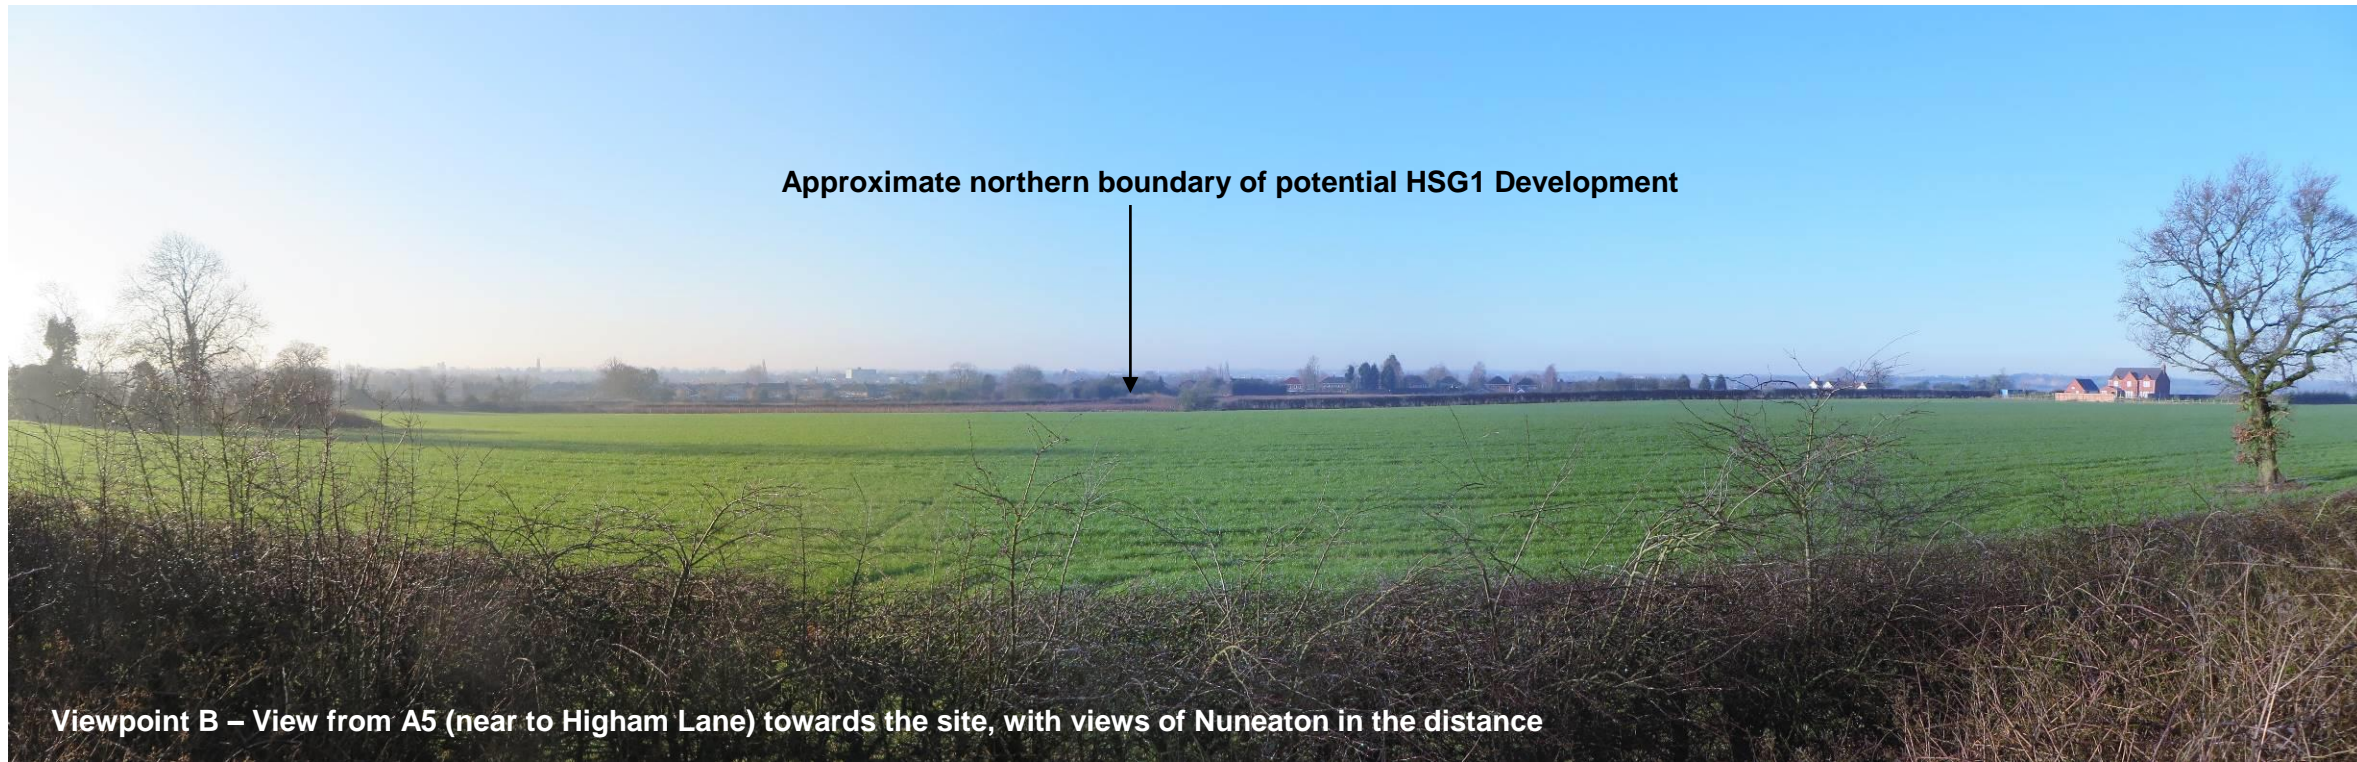 Approximate northern boundary of potential HSG1 Development
Viewpoint B – View from A5 (near to Higham Lane) towards the site, with views of Nuneaton in the distance